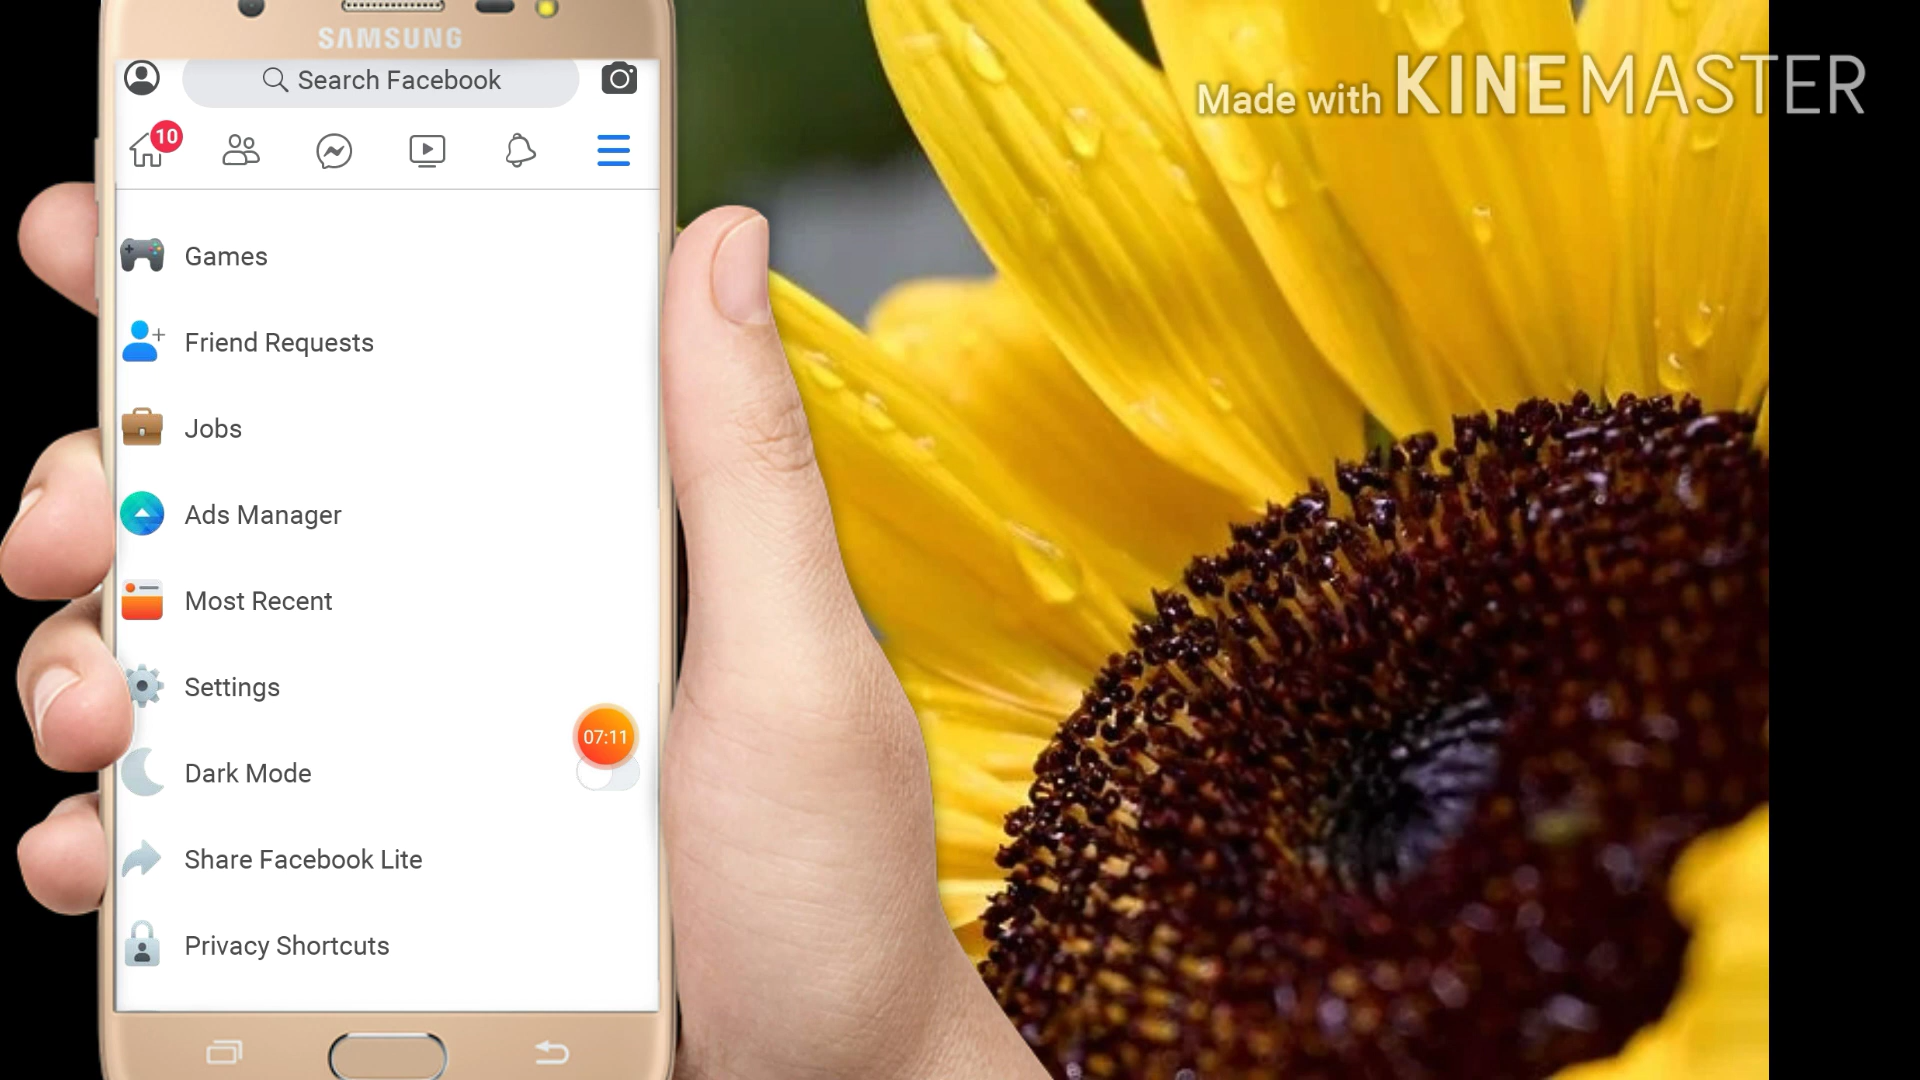 SAMSUNG
Search Facebook
Made with KINEMASTER
10
Games
Friend Requests
Jobs
Ads Manager
Most Recent
Settings
07:11
Dark Mode
Share Facebook Lite
Privacy Shortcuts